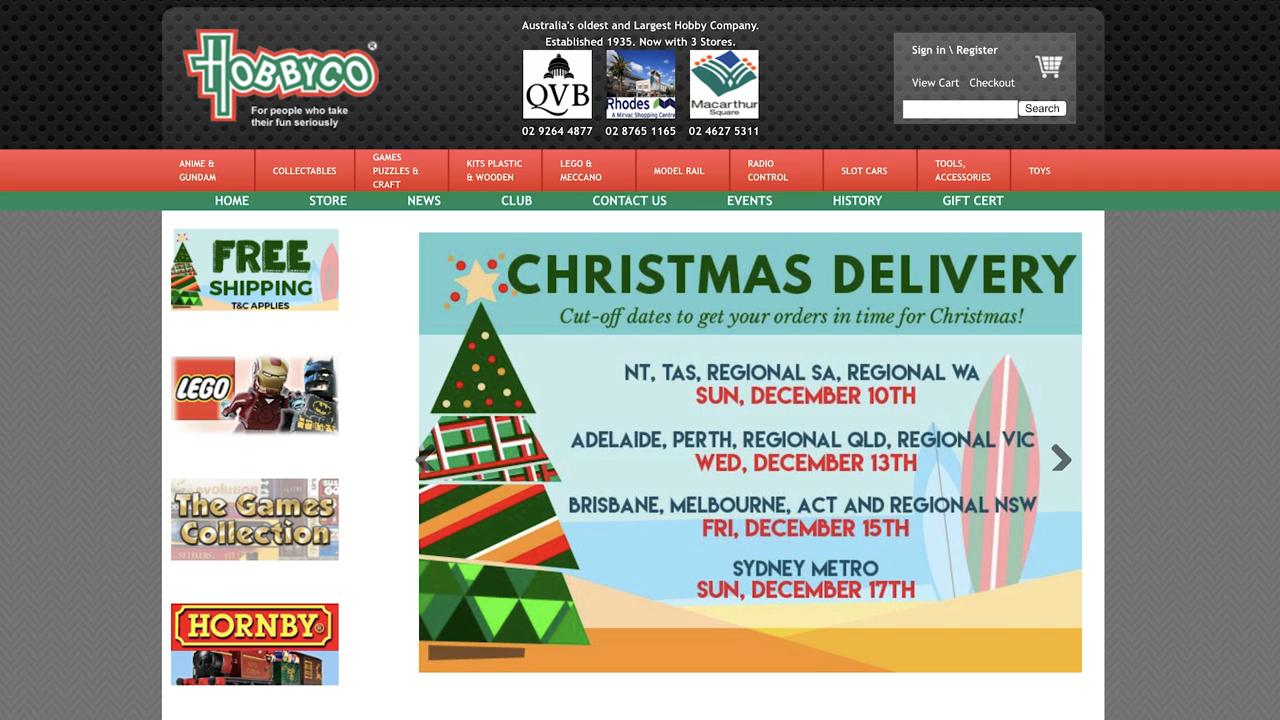 Australia's oldest and Largest Hobby Company.
Established 1935. Now with 3 Stores.
HOBBYCO®
For people who take
their fun seriously
QVB
Rhodes
A Mirvac Shopping Centre
Macarthur
Square
02 9264 4877 02 8765 1165 02 4627 5311
Sign in \ Register
View Cart Checkout
Search
ANIME &
GUNDAM
COLLECTABLES
GAMES
PUZZLES &
CRAFT
KITS PLASTIC
& WOODEN
LEGO &
MECCANO
MODEL RAIL
RADIO
CONTROL
SLOT CARS
TOOLS,
ACCESSORIES
TOYS
HOME STORE NEWS CLUB CONTACT US EVENTS HISTORY GIFT CERT
FREE
SHIPPING
T&C APPLIES
LEGO
The Games
Collection
HORNBY®
CHRISTMAS DELIVERY
Cut-off dates to get your orders in time for Christmas!
NT, TAS, REGIONAL SA, REGIONAL WA
SUN, DECEMBER 10TH
ADELAIDE, PERTH, REGIONAL QLD, REGIONAL VIC
WED, DECEMBER 13TH
BRISBANE, MELBOURNE, ACT AND REGIONAL NSW
FRI, DECEMBER 15TH
SYDNEY METRO
SUN, DECEMBER 17TH